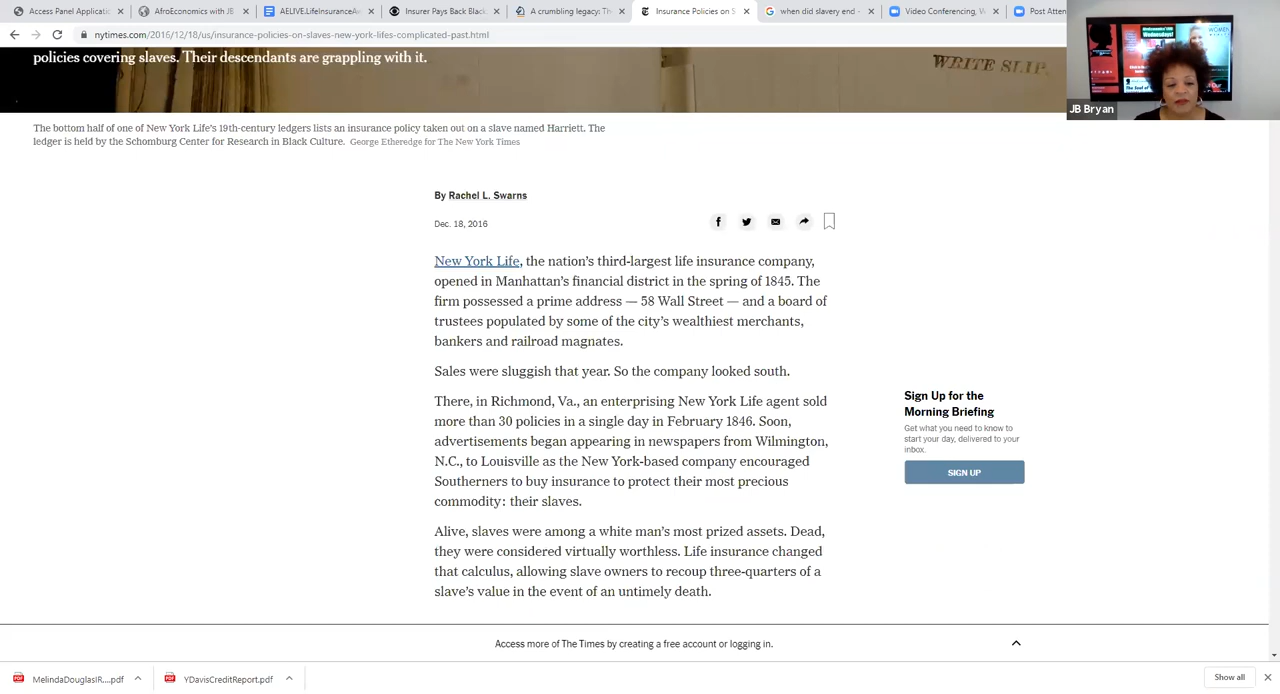 Access Panel Applicatio
AfroEconomics with JB
AELIVE.LifeInsuranceAw
Insurer Pays Back Black
A crumbling legacy: Th
Insurance Policies on S
when did slavery end -
Video Conferencing, W
Post Atten
nytimes.com/2016/12/18/us/insurance-policies-on-slaves-new-york-lifes-complicated-past.html
policies covering slaves. Their descendants are grappling with it.
WRITE SLIP.
JB Bryan
The bottom half of one of New York Life's 19th-century ledgers lists an insurance policy taken out on a slave named Harriett. The
ledger is held by the Schomburg Center for Research in Black Culture. George Etheredge for The New York Times
By Rachel L. Swarns
Dec. 18, 2016
New York Life, the nation's third-largest life insurance company,
opened in Manhattan's financial district in the spring of 1845. The
firm possessed a prime address — 58 Wall Street — and a board of
trustees populated by some of the city's wealthiest merchants,
bankers and railroad magnates.
Sales were sluggish that year. So the company looked south.
There, in Richmond, Va., an enterprising New York Life agent sold
more than 30 policies in a single day in February 1846. Soon,
advertisements began appearing in newspapers from Wilmington,
N.C., to Louisville as the New York-based company encouraged
Southerners to buy insurance to protect their most precious
commodity: their slaves.
Alive, slaves were among a white man's most prized assets. Dead,
they were considered virtually worthless. Life insurance changed
that calculus, allowing slave owners to recoup three-quarters of a
slave's value in the event of an untimely death.
Sign Up for the
Morning Briefing
Get what you need to know to
start your day, delivered to your
inbox.
SIGN UP
Access more of The Times by creating a free account or logging in.
MelindaDouglasIR....pdf
YDavisCreditReport.pdf
Show all